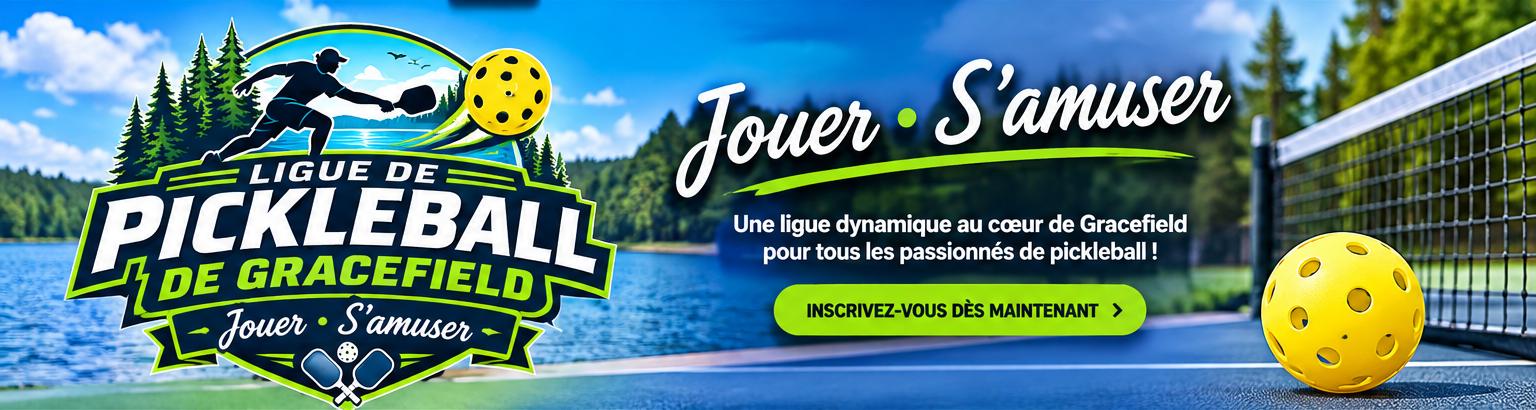 LIGUE DE
PICKLEBALL
DE GRACEFIELD
Jouer • S'amuser
Jouer • S'amuser
Une ligue dynamique au cœur de Gracefield
pour tous les passionnés de pickleball !
INSCRIVEZ-VOUS DÈS MAINTENANT >